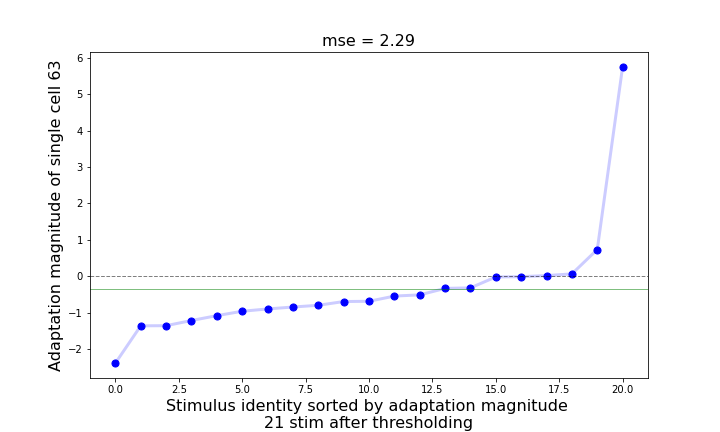 mse = 2.29
Adaptation magnitude of single cell 63
6
5
4
3
2
1
0
−1
−2
0.0 2.5 5.0 7.5 10.0 12.5 15.0 17.5 20.0
Stimulus identity sorted by adaptation magnitude
21 stim after thresholding